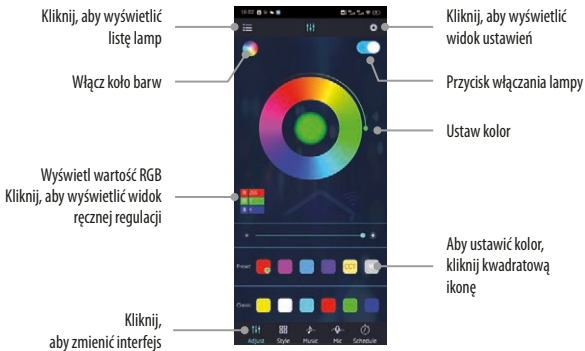 Kliknij, aby wyświetlić
listę lamp
Włącz koło barw
Wyświetl wartość RGB
Kliknij, aby wyświetlić widok
ręcznej regulacji
Kliknij,
aby zmienić interfejs
Kliknij, aby wyświetlić
widok ustawień
Przycisk włączania lampy
Ustaw kolor
Aby ustawić kolor,
kliknij kwadratową
ikonę
R 255
Preset
CCT
Classic
Adjust Style Music Mic Schedule